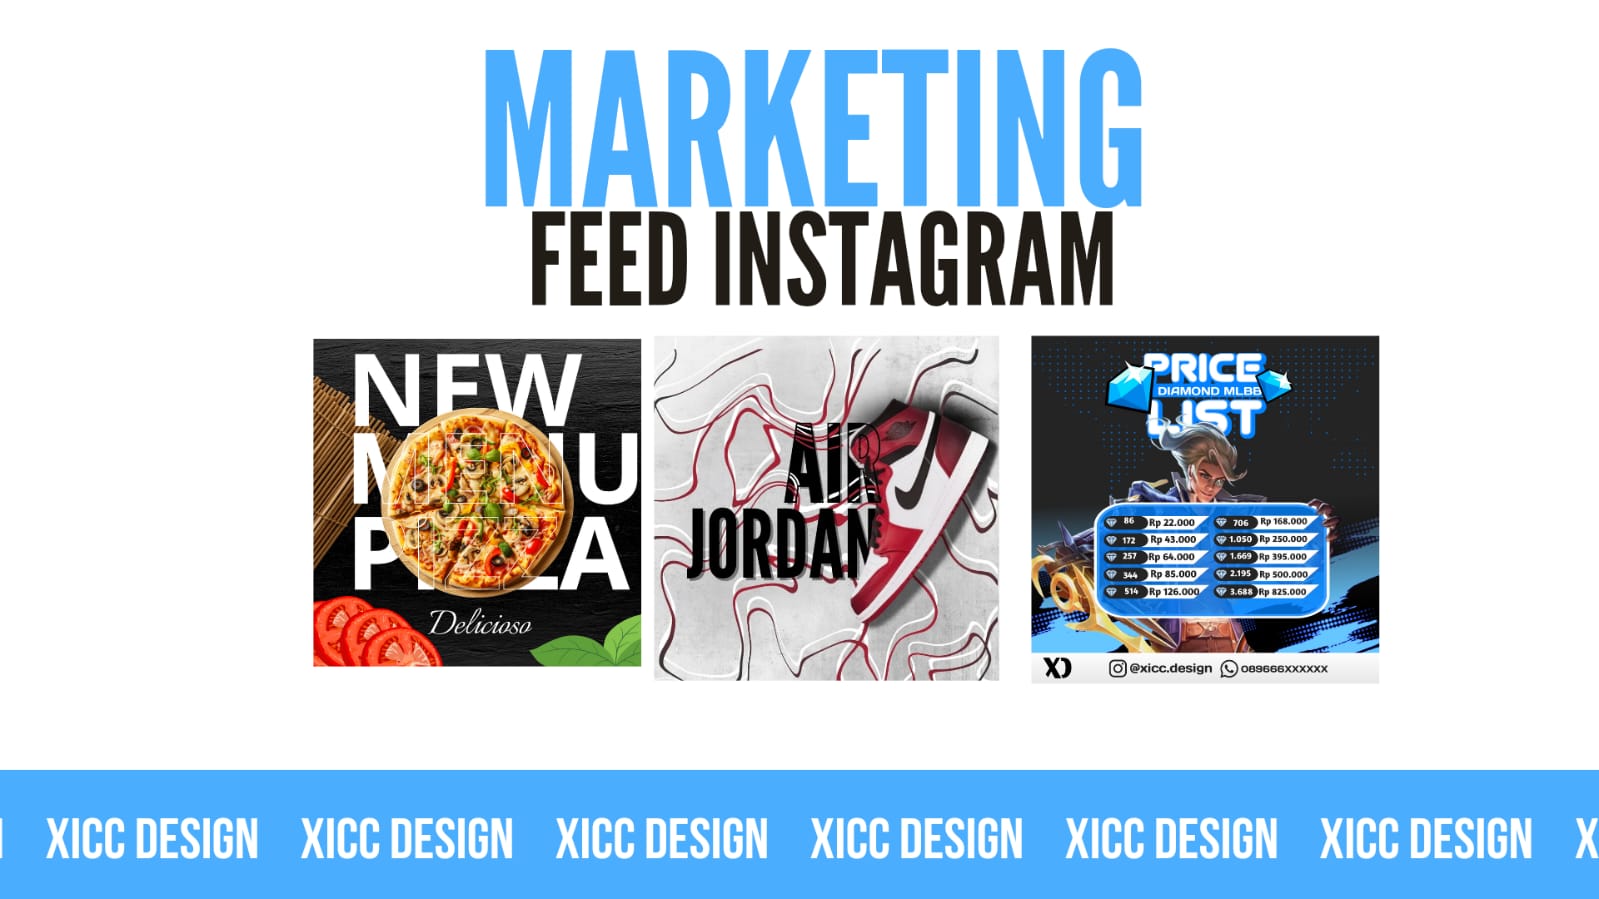 MARKETING
FEED INSTAGRAM
NEW
MENU
PIZZA
Delicioso
AIR
JORDAN
PRICE
DIAMOND MLBB
LIST
86 Rp 22.000 706 Rp 168.000
172 Rp 43.000 1.050 Rp 250.000
257 Rp 64.000 1.669 Rp 395.000
344 Rp 85.000 2.195 Rp 500.000
514 Rp 126.000 3.688 Rp 825.000
XD @xicc.design 089666XXXXXX
XICC DESIGN XICC DESIGN XICC DESIGN XICC DESIGN XICC DESIGN XICC DESIGN X